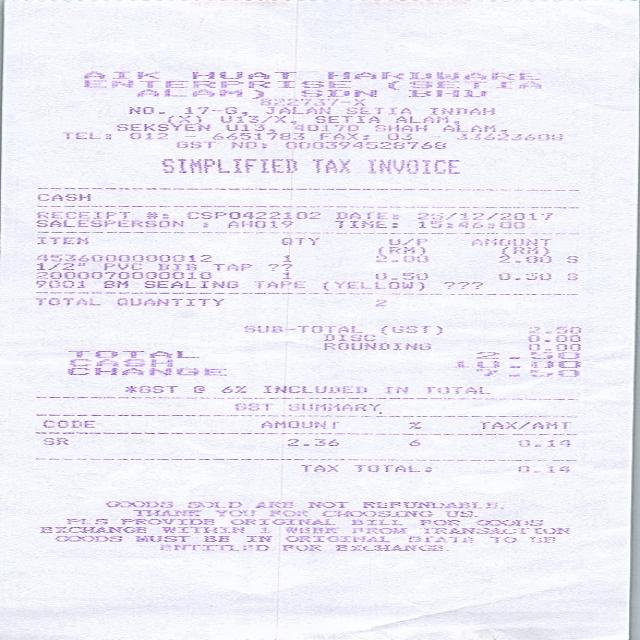 AIK HUAT HARDWARE
ENTERPRISE (SETIA
ALAM) SDN BHD
822737-X
NO. 17-G, JALAN SETIA INDAH
(X) U13/X, SETIA ALAM,
SEKSYEN U13, 40170 SHAH ALAM,
TEL: 012 - 6651783 FAX: 03 - 33623608
GST NO: 000394528768
SIMPLIFIED TAX INVOICE
CASH
RECEIPT #: CSP0422102 DATE: 25/12/2017
SALESPERSON : AH019 TIME: 15:46:00
ITEM QTY U/P AMOUNT
(RM) (RM)
4536000000012 1 2.00 2.00 S
1/2" PVC BIB TAP ??
2000070000010 1 0.50 0.50 S
9001 8M SEALING TAPE (YELLOW) ???
TOTAL QUANTITY 2
SUB-TOTAL (GST) 2.50
DISC 0.00
ROUNDING 0.00
TOTAL 2.50
CASH 10.00
CHANGE 7.50
*GST @ 6% INCLUDED IN TOTAL
GST SUMMARY
CODE AMOUNT % TAX/AMT
SR 2.36 6 0.14
TAX TOTAL: 0.14
GOODS SOLD ARE NOT REFUNDABLE,
THANK YOU FOR CHOOSING US.
PLS PROVIDE ORIGINAL BILL FOR GOODS
EXCHANGE WITHIN 1 WEEK FROM TRANSACTION
GOODS MUST BE IN ORIGINAL STATE TO BE
ENTITLED FOR EXCHANGE.